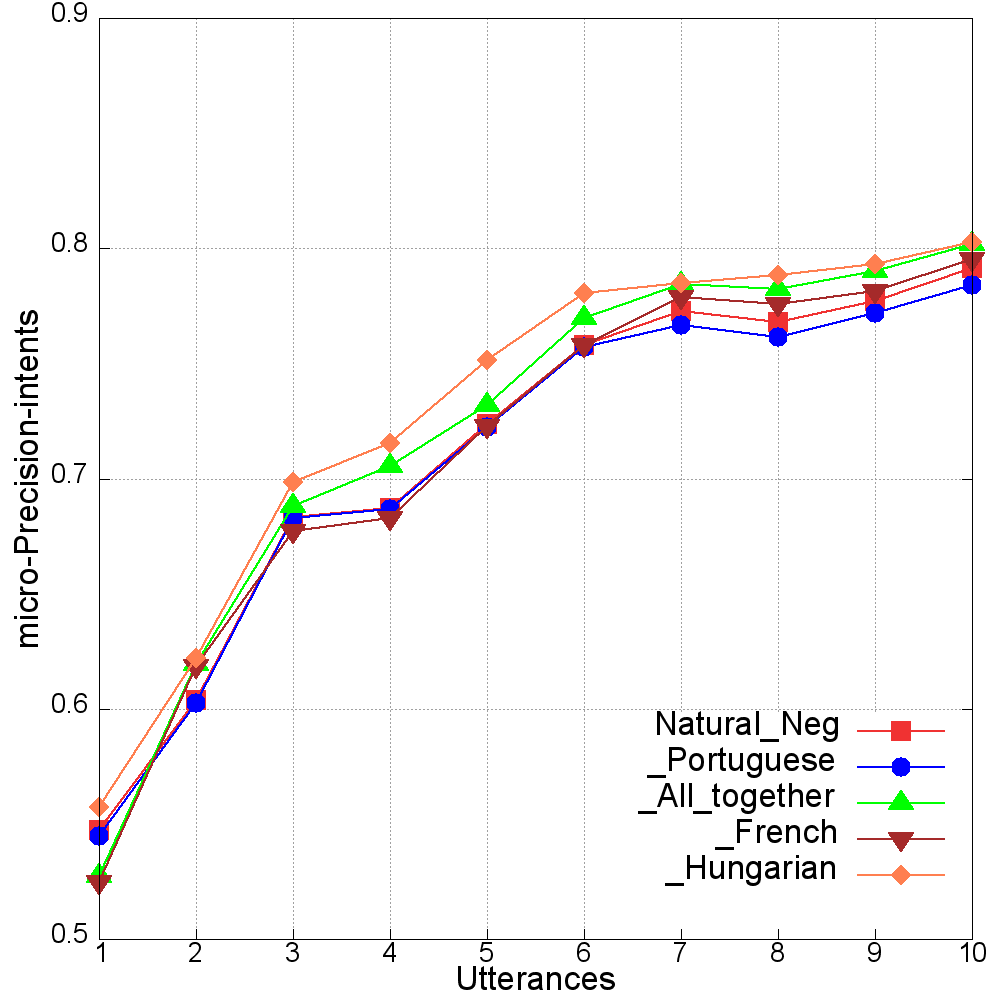 0.9
0.8
0.7
0.6
0.5
micro-Precision-intents
Natural_Neg
_Portuguese
_All_together
_French
_Hungarian
1 2 3 4 5 6 7 8 9 10
Utterances